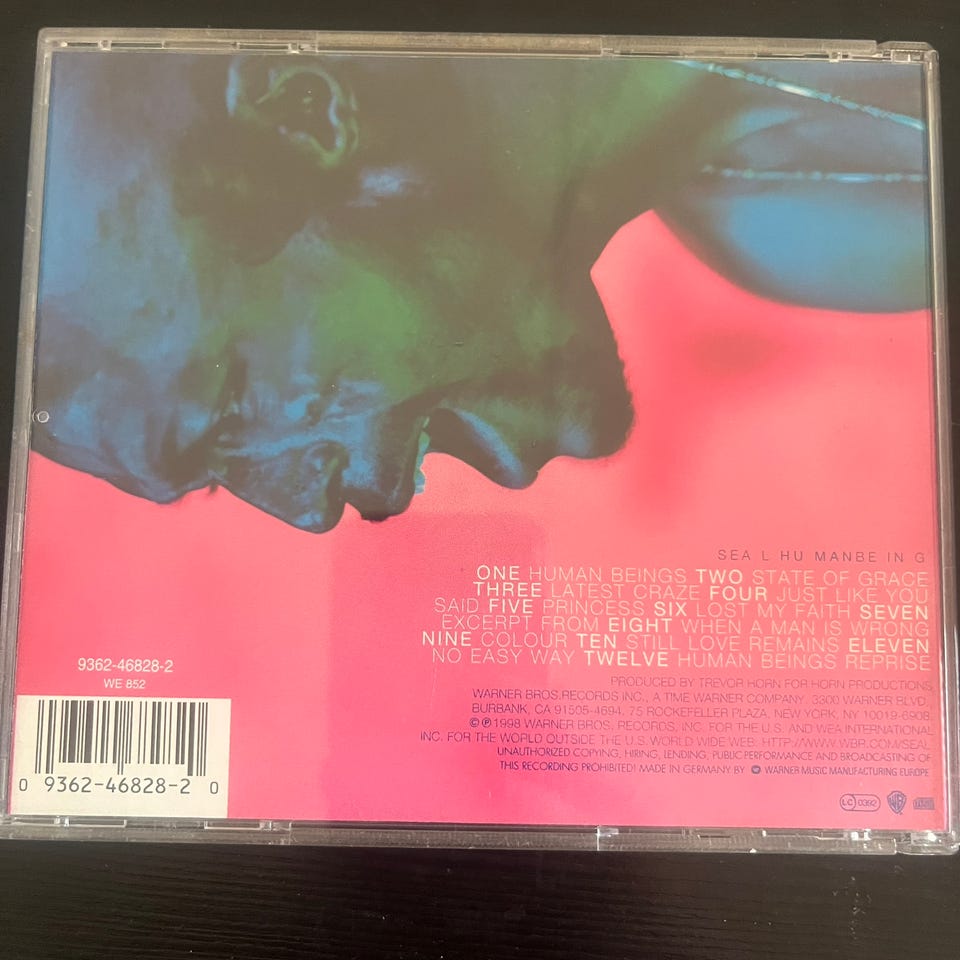 SEA L HU MANBE IN G
ONE HUMAN BEINGS TWO STATE OF GRACE
THREE LATEST CRAZE FOUR JUST LIKE YOU
SAID FIVE PRINCESS SIX LOST MY FAITH SEVEN
EXCERPT FROM EIGHT WHEN A MAN IS WRONG
NINE COLOUR TEN STILL LOVE REMAINS ELEVEN
NO EASY WAY TWELVE HUMAN BEINGS REPRISE
PRODUCED BY TREVOR HORN FOR HORN PRODUCTIONS,
WARNER BROS.RECORDS INC., A TIME WARNER COMPANY. 3300 WARNER BLVD,
BURBANK, CA 91505-4694. 75 ROCKEFELLER PLAZA, NEW YORK, NY 10019-6908.
© ℗ 1998 WARNER BROS. RECORDS, INC. FOR THE U.S. AND WEA INTERNATIONAL
INC. FOR THE WORLD OUTSIDE THE U.S. WORLD WIDE WEB: HTTP://WWW.WBR.COM/SEAL
UNAUTHORIZED COPYING, HIRING, LENDING, PUBLIC PERFORMANCE AND BROADCASTING OF
THIS RECORDING PROHIBITED! MADE IN GERMANY BY WARNER MUSIC MANUFACTURING EUROPE
9362-46828-2
WE 852
0 9362-46828-2 0
LC 0392
WB